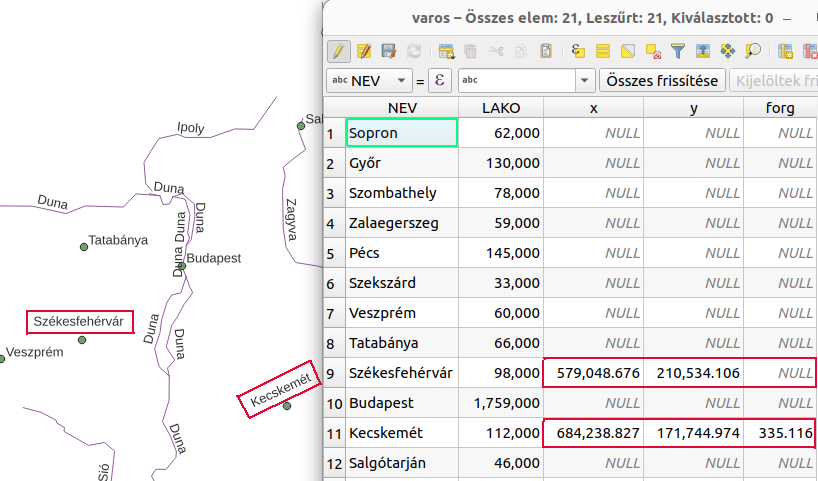 varos – Összes elem: 21, Leszűrt: 21, Kiválasztott: 0
abc NEV = ε abc Összes frissítése Kijelöltek fri
NEV LAKO x y forg
1 Sopron 62,000 NULL NULL NULL
2 Győr 130,000 NULL NULL NULL
3 Szombathely 78,000 NULL NULL NULL
4 Zalaegerszeg 59,000 NULL NULL NULL
5 Pécs 145,000 NULL NULL NULL
6 Szekszárd 33,000 NULL NULL NULL
7 Veszprém 60,000 NULL NULL NULL
8 Tatabánya 66,000 NULL NULL NULL
9 Székesfehérvár 98,000 579,048.676 210,534.106 NULL
10 Budapest 1,759,000 NULL NULL NULL
11 Kecskemét 112,000 684,238.827 171,744.974 335.116
12 Salgótarján 46,000 NULL NULL NULL
Ipoly
Sal
Duna
Duna
Duna
Duna
Duna
Zagyva
Tatabánya
Budapest
Székesfehérvár
Duna
Duna
Veszprém
Kecskemét
Duna
Sió